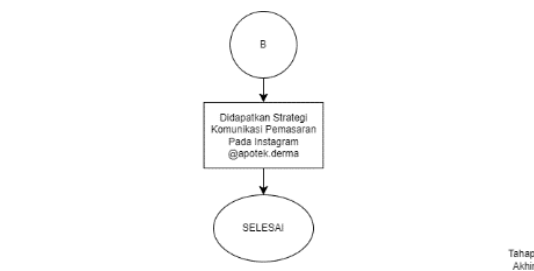 B
Didapatkan Strategi
Komunikasi Pemasaran
Pada Instagram
@apotek.derma
SELESAI
Tahap
Akhir